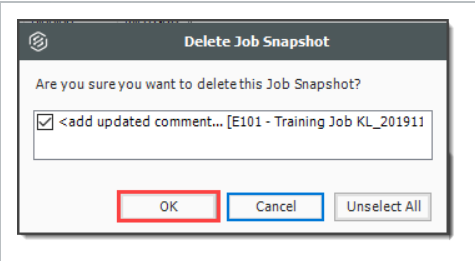 Delete Job Snapshot
Are you sure you want to delete this Job Snapshot?
<add updated comment... [E101 - Training Job KL_201911
OK Cancel Unselect All